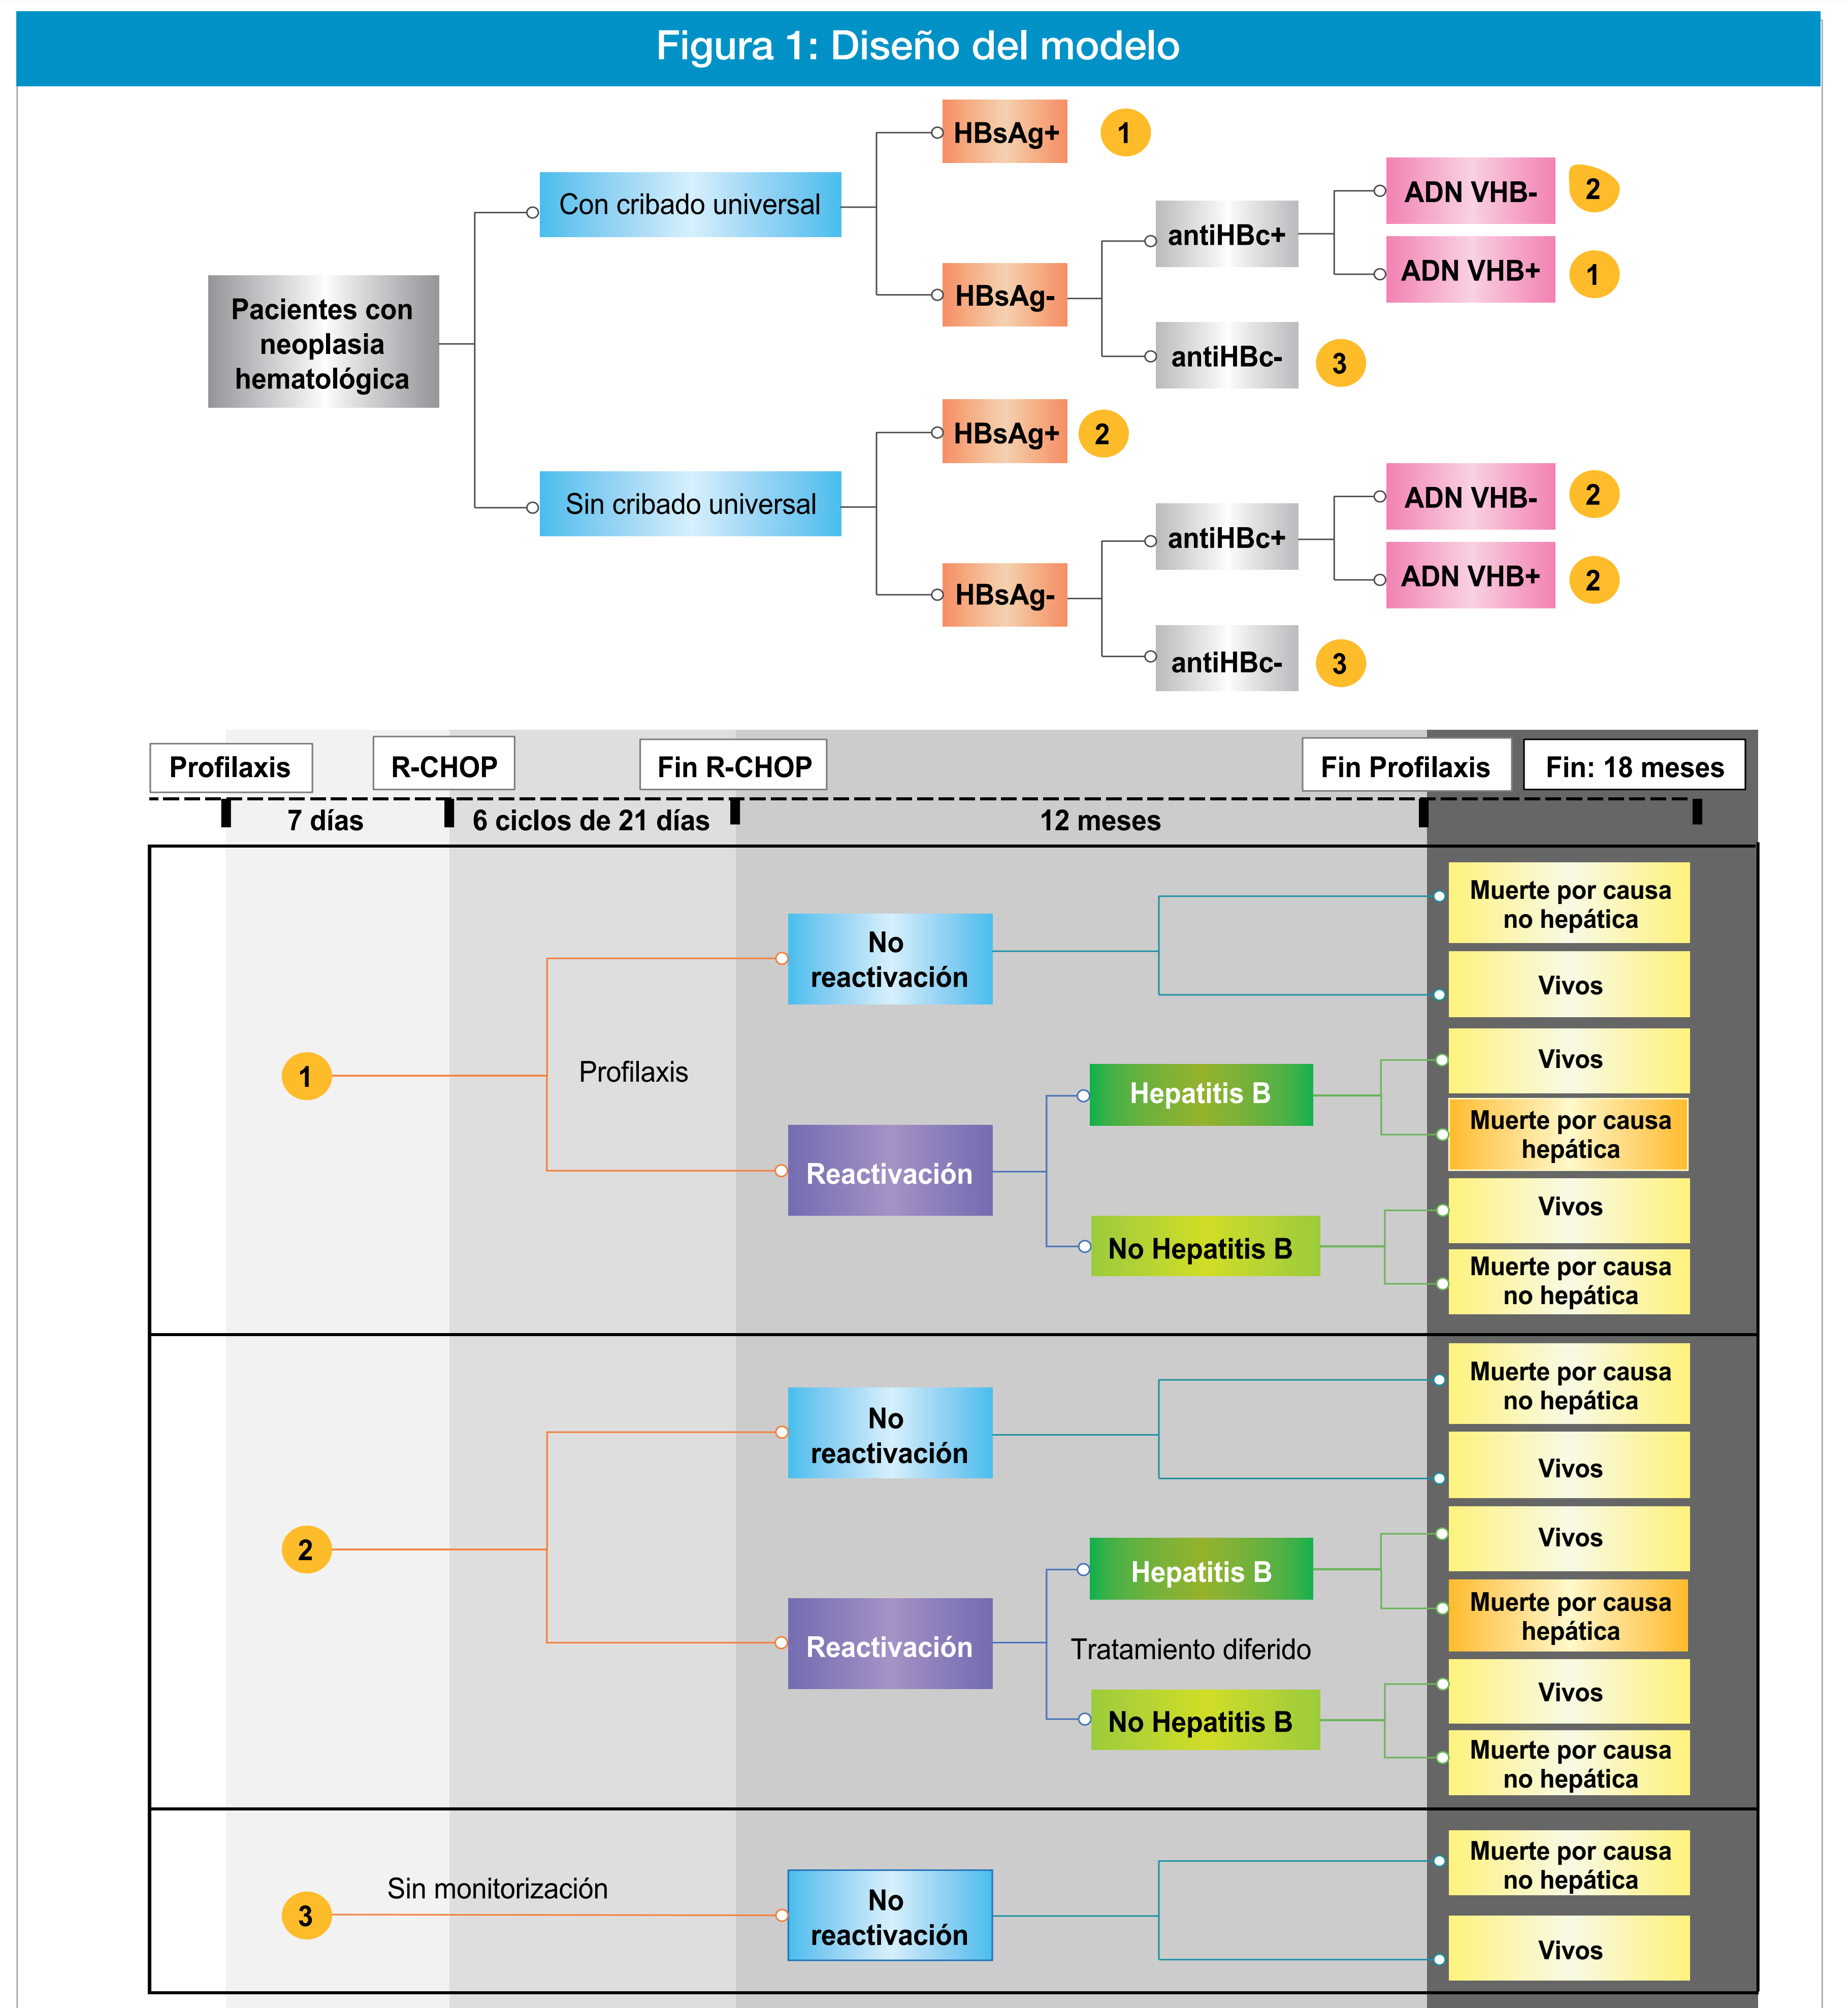 Figura 1: Diseño del modelo
HBsAg+
1
Con cribado universal
ADN VHB-
2
antiHBc+
ADN VHB+
1
HBsAg-
Pacientes con
neoplasia
hematológica
antiHBc-
3
HBsAg+
2
Sin cribado universal
ADN VHB-
2
antiHBc+
ADN VHB+
2
HBsAg-
antiHBc-
3
Profilaxis
R-CHOP
Fin R-CHOP
Fin Profilaxis
Fin: 18 meses
7 días
6 ciclos de 21 días
12 meses
Muerte por causa
no hepática
No
reactivación
Vivos
1
Profilaxis
Vivos
Hepatitis B
Muerte por causa
hepática
Reactivación
Vivos
No Hepatitis B
Muerte por causa
no hepática
Muerte por causa
no hepática
No
reactivación
Vivos
2
Vivos
Hepatitis B
Muerte por causa
hepática
Reactivación
Tratamiento diferido
Vivos
No Hepatitis B
Muerte por causa
no hepática
Muerte por causa
no hepática
Sin monitorización
3
No
reactivación
Vivos